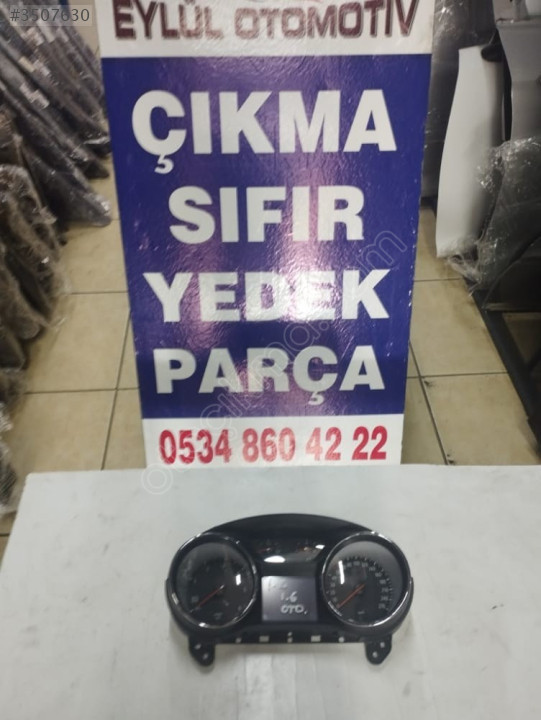 #3507630
EYLÜL OTOMOTİV
ÇIKMA
SIFIR
YEDEK
PARÇA
0534 860 42 22
1.6
OTO.